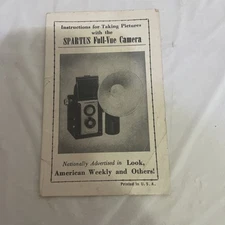 Instructions for Taking Pictures
with the
SPARTUS Full-Vue Camera
Nationally Advertised in Look,
American Weekly and Others!
Printed in U. S. A.